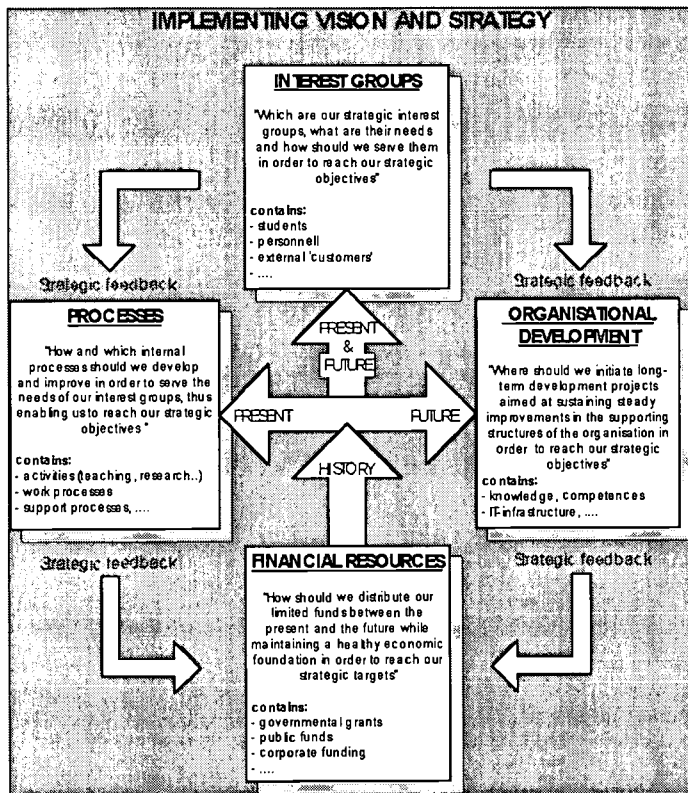 IMPLEMENTING VISION AND STRATEGY
INTEREST GROUPS
"Which are our strategic interest
groups, what are their needs
and how should we serve them
in order to reach our strategic
objectives"
contains:
- students
- personnell
- external 'customers'
- ....
Strategic feedback
Strategic feedback
PROCESSES
"How and which internal
processes should we develop
and improve in order to serve the
needs of our interest groups, thus
enabling us to reach our strategic
objectives "
contains:
- activities (teaching, research..)
- work processes
- support processes, ....
PRESENT
&
FUTURE
PRESENT
FUTURE
HISTORY
ORGANISATIONAL
DEVELOPMENT
"Where should we initiate long-
term development projects
aimed at sustaining steady
improvements in the supporting
structures of the organisation in
order to reach our strategic
objectives"
contains:
- knowledge, competences
- IT-infrastructure, ....
Strategic feedback
Strategic feedback
FINANCIAL RESOURCES
"How should we distribute our
limited funds between the
present and the future while
maintaining a healthy economic
foundation in order to reach our
strategic targets"
contains:
- governmental grants
- public funds
- corporate funding
- ....